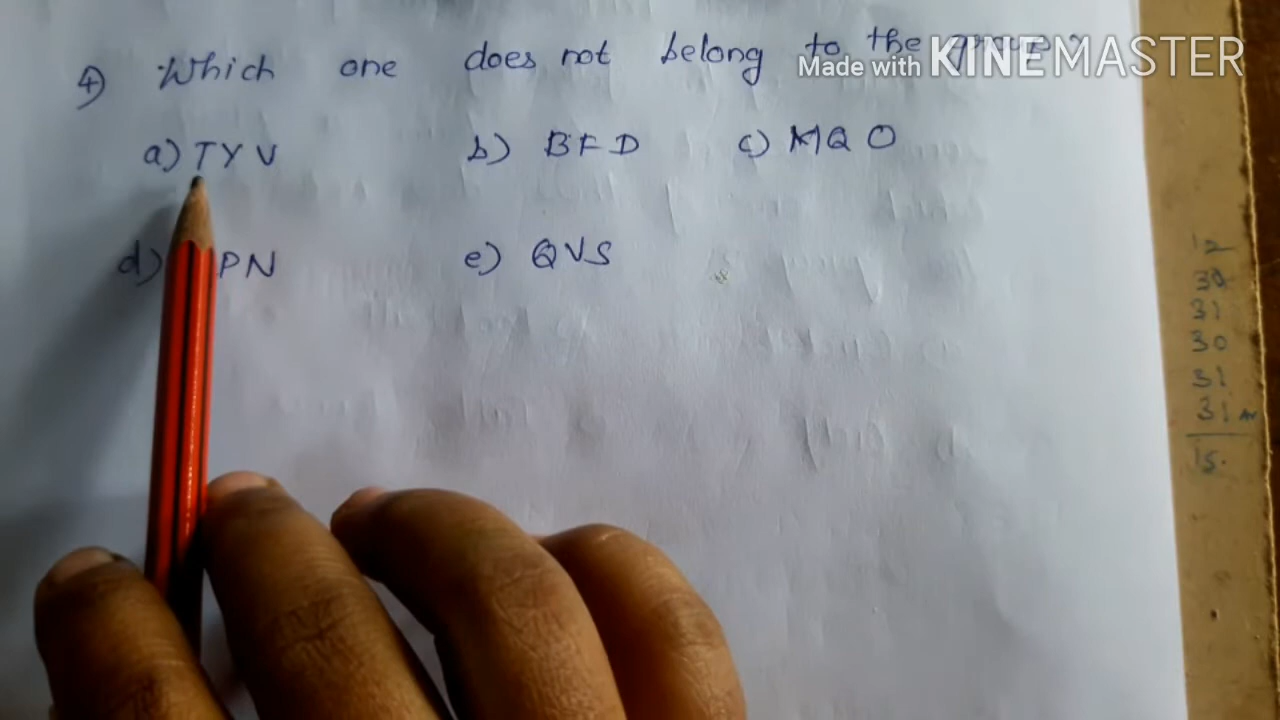 4) Which one does not belong to the group?
Made with KINEMASTER
a) TYV b) BFD c) MQO
d) PN e) QVS
12
30
31
30
31
31
15